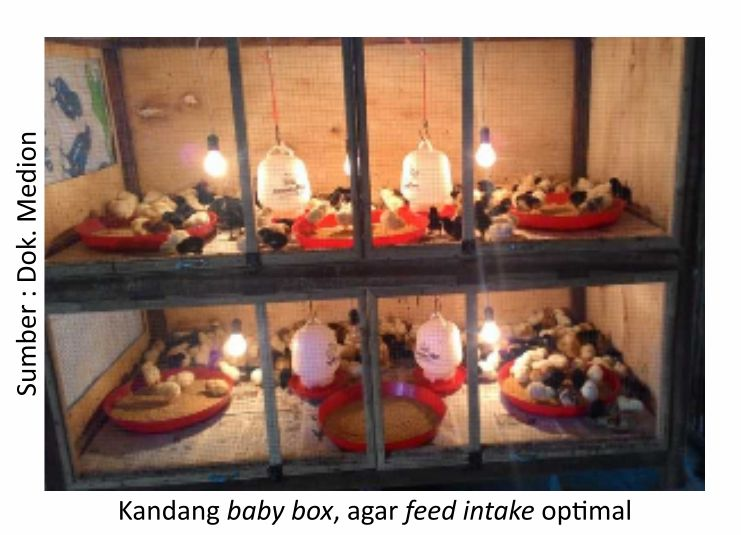 Sumber : Dok. Medion
Kandang baby box, agar feed intake optimal